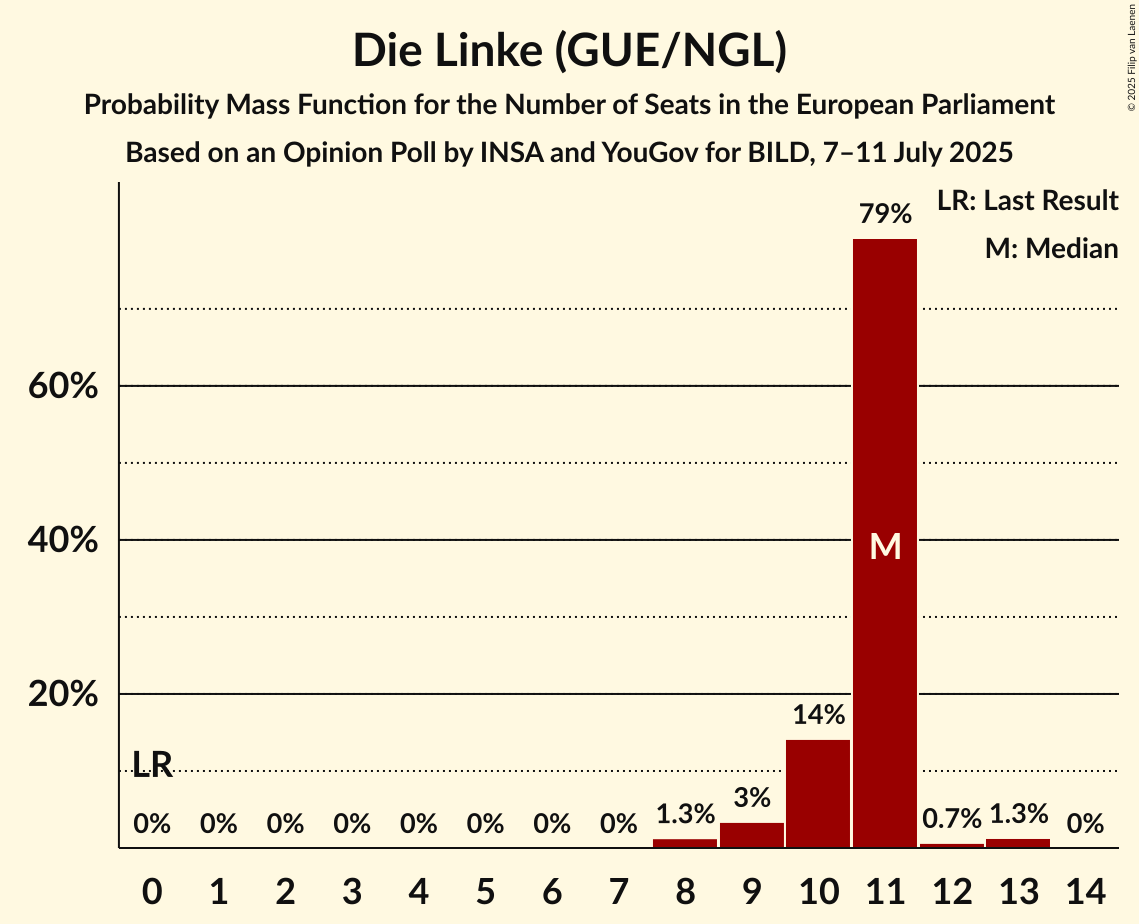 © 2025 Filip van Laenen
Die Linke (GUE/NGL)
Probability Mass Function for the Number of Seats in the European Parliament
Based on an Opinion Poll by INSA and YouGov for BILD, 7–11 July 2025
LR: Last Result
M: Median
79%
60%
40%
M
20%
14%
LR
0% 0% 0% 0% 0% 0% 0% 0% 1.3% 3% 0.7% 1.3% 0%
0 1 2 3 4 5 6 7 8 9 10 11 12 13 14